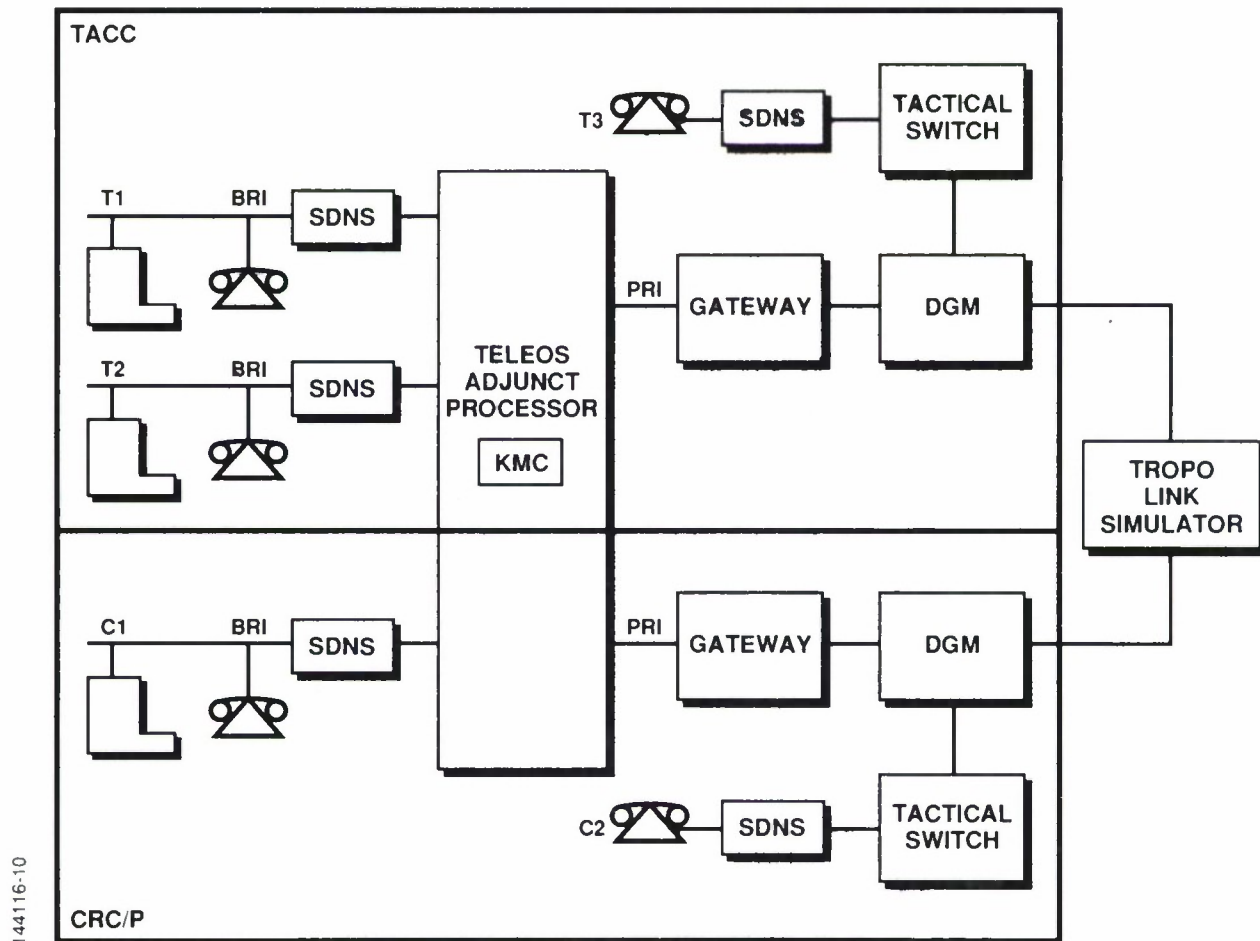 TACC
T3
SDNS
TACTICAL
SWITCH
T1
BRI
SDNS
PRI
GATEWAY
DGM
T2
BRI
SDNS
TELEOS
ADJUNCT
PROCESSOR
KMC
TROPO
LINK
SIMULATOR
C1
BRI
SDNS
PRI
GATEWAY
DGM
C2
SDNS
TACTICAL
SWITCH
CRC/P
144116-10